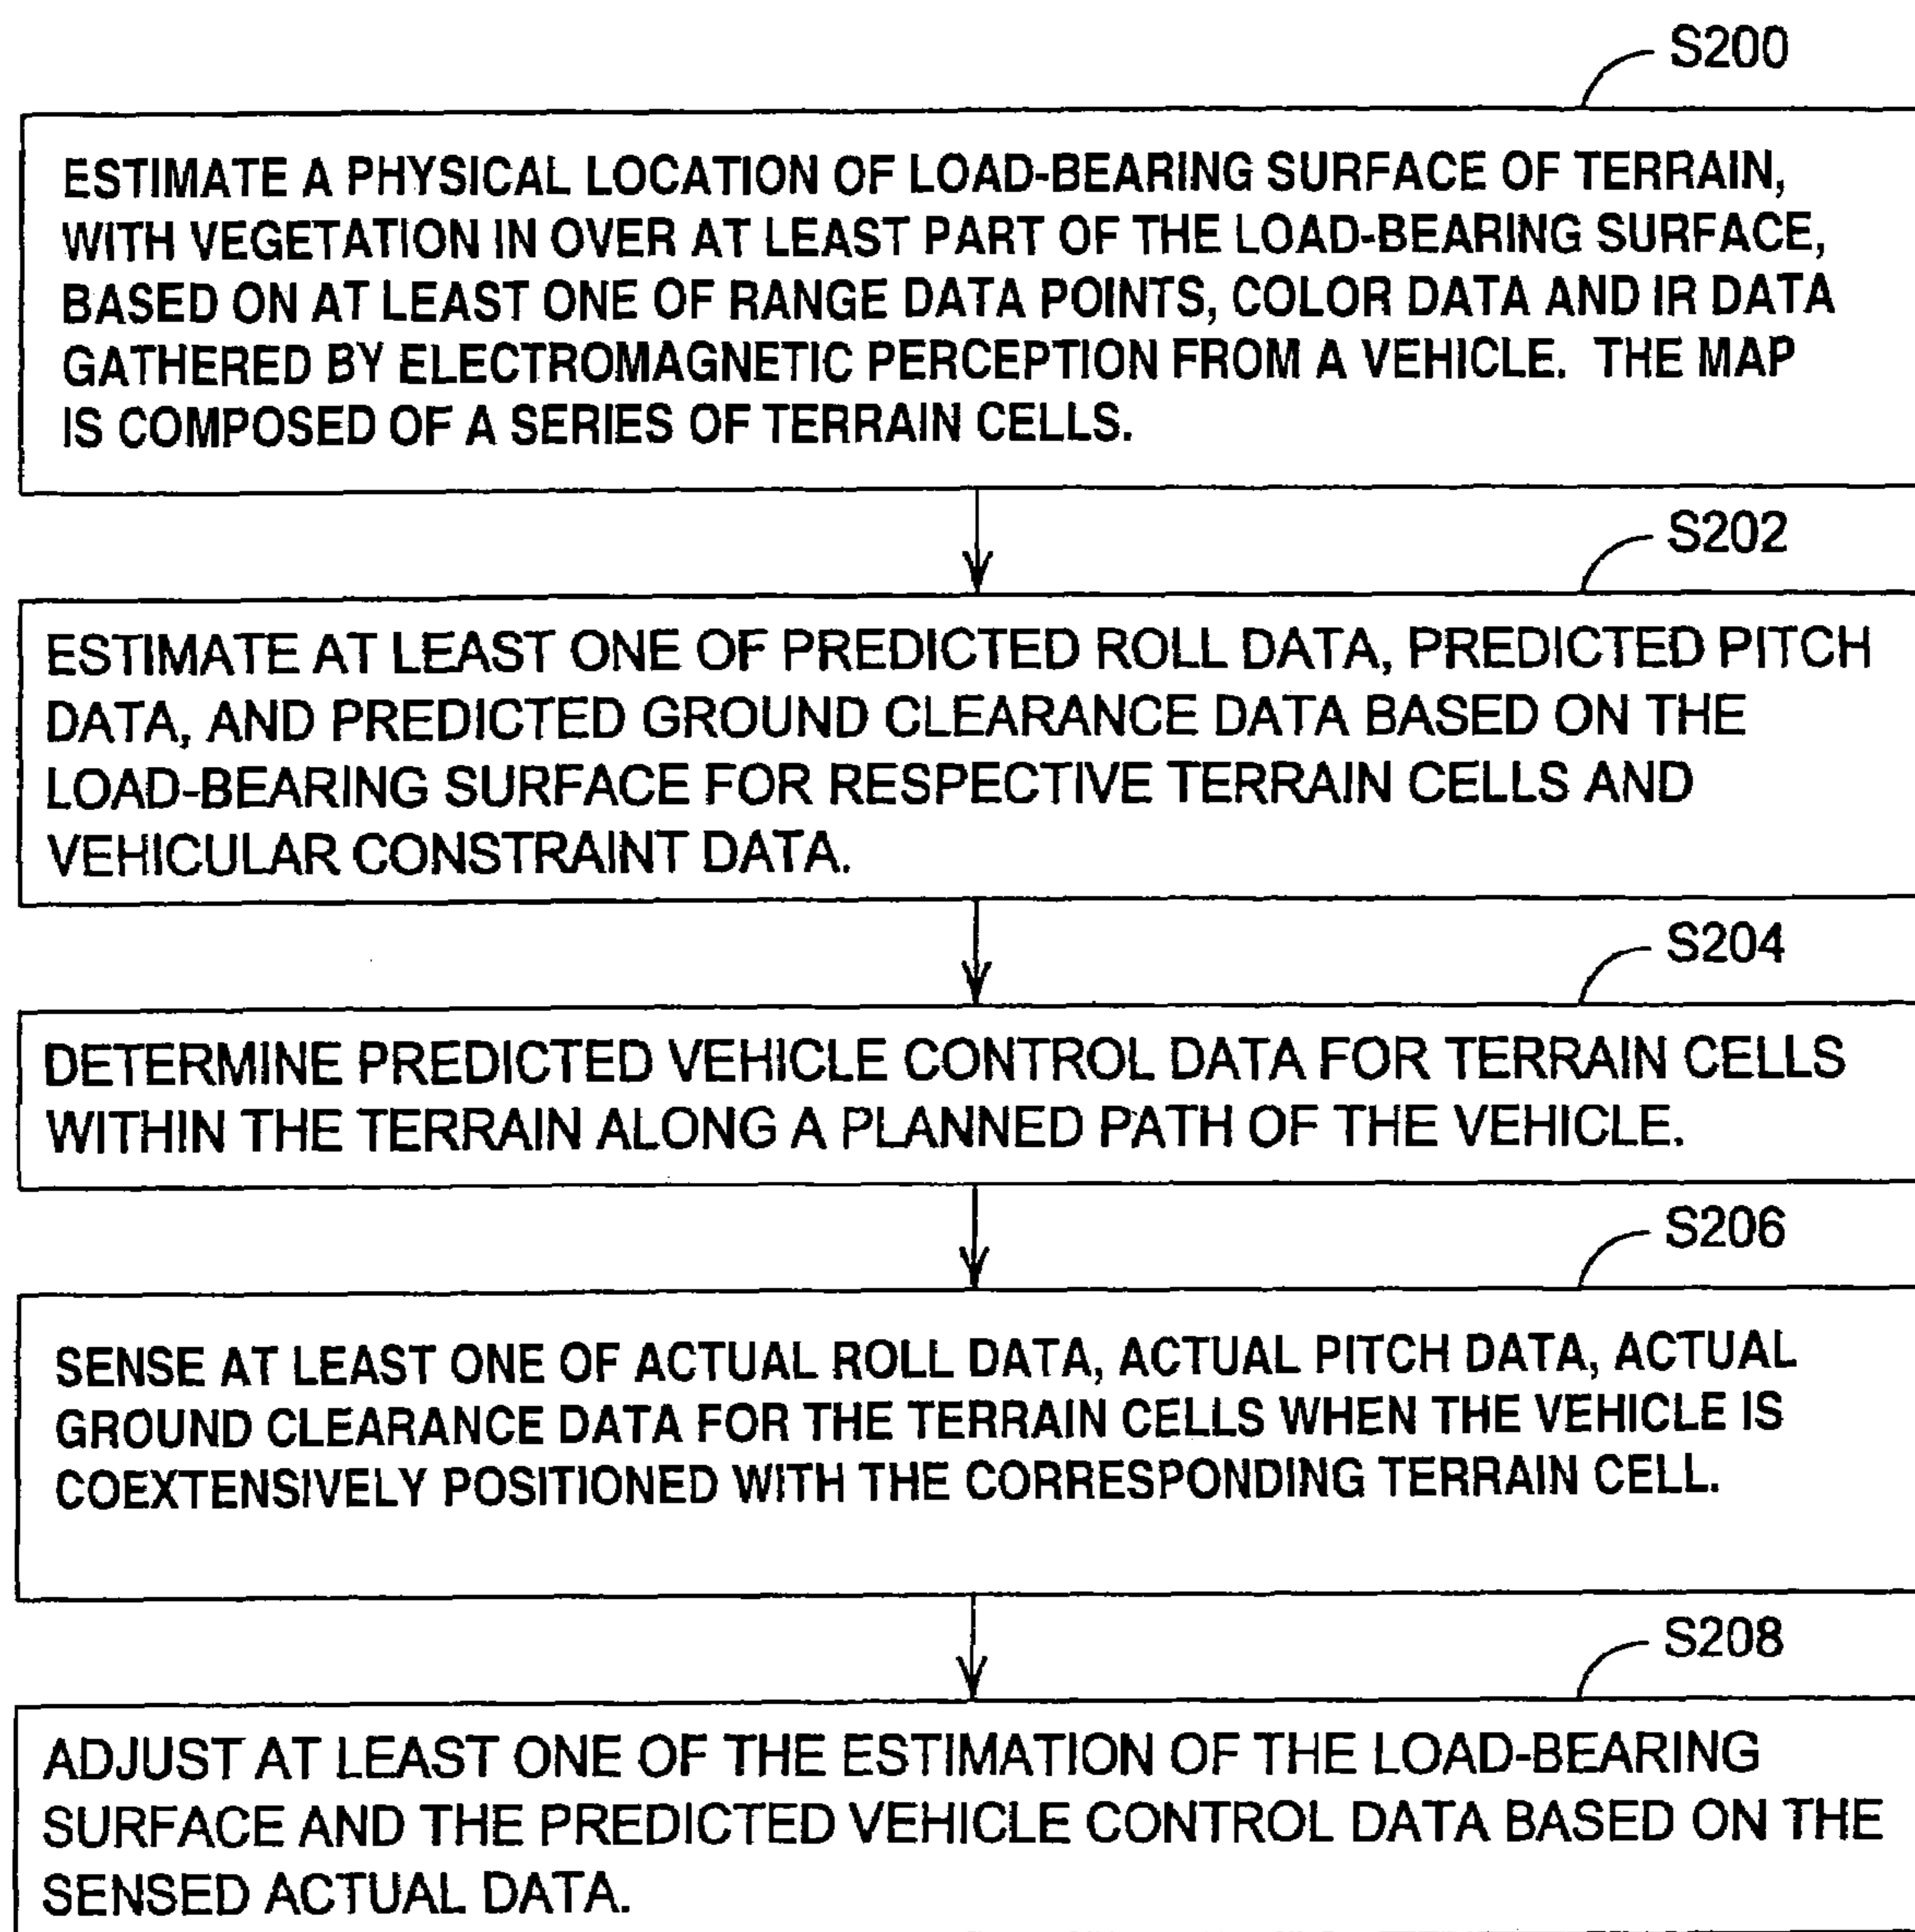 S200
ESTIMATE A PHYSICAL LOCATION OF LOAD-BEARING SURFACE OF TERRAIN,
WITH VEGETATION IN OVER AT LEAST PART OF THE LOAD-BEARING SURFACE,
BASED ON AT LEAST ONE OF RANGE DATA POINTS, COLOR DATA AND IR DATA
GATHERED BY ELECTROMAGNETIC PERCEPTION FROM A VEHICLE. THE MAP
IS COMPOSED OF A SERIES OF TERRAIN CELLS.
S202
ESTIMATE AT LEAST ONE OF PREDICTED ROLL DATA, PREDICTED PITCH
DATA, AND PREDICTED GROUND CLEARANCE DATA BASED ON THE
LOAD-BEARING SURFACE FOR RESPECTIVE TERRAIN CELLS AND
VEHICULAR CONSTRAINT DATA.
S204
DETERMINE PREDICTED VEHICLE CONTROL DATA FOR TERRAIN CELLS
WITHIN THE TERRAIN ALONG A PLANNED PATH OF THE VEHICLE.
S206
SENSE AT LEAST ONE OF ACTUAL ROLL DATA, ACTUAL PITCH DATA, ACTUAL
GROUND CLEARANCE DATA FOR THE TERRAIN CELLS WHEN THE VEHICLE IS
COEXTENSIVELY POSITIONED WITH THE CORRESPONDING TERRAIN CELL.
S208
ADJUST AT LEAST ONE OF THE ESTIMATION OF THE LOAD-BEARING
SURFACE AND THE PREDICTED VEHICLE CONTROL DATA BASED ON THE
SENSED ACTUAL DATA.